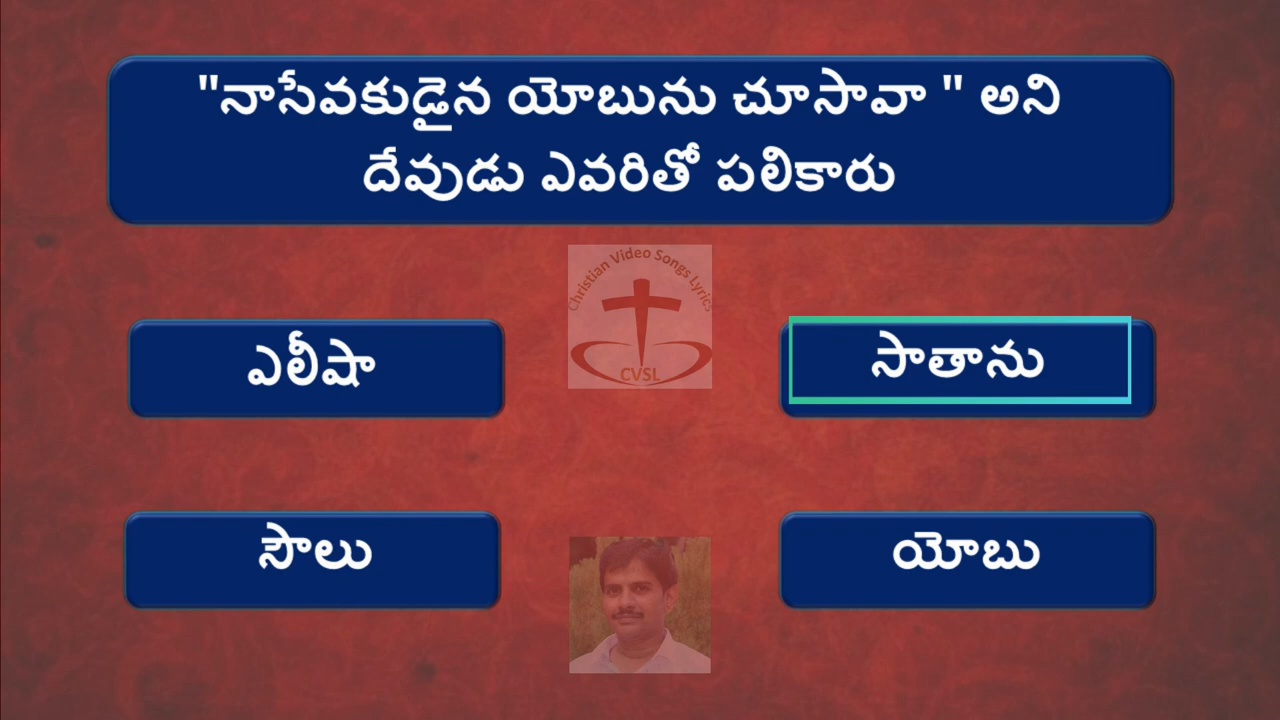 "నాసేవకుడైన యోబును చూసావా " అని
దేవుడు ఎవరితో పలికారు
Christian Video Songs Lyrics
CVSL
ఎలీషా
సాతాను
సౌలు
యోబు